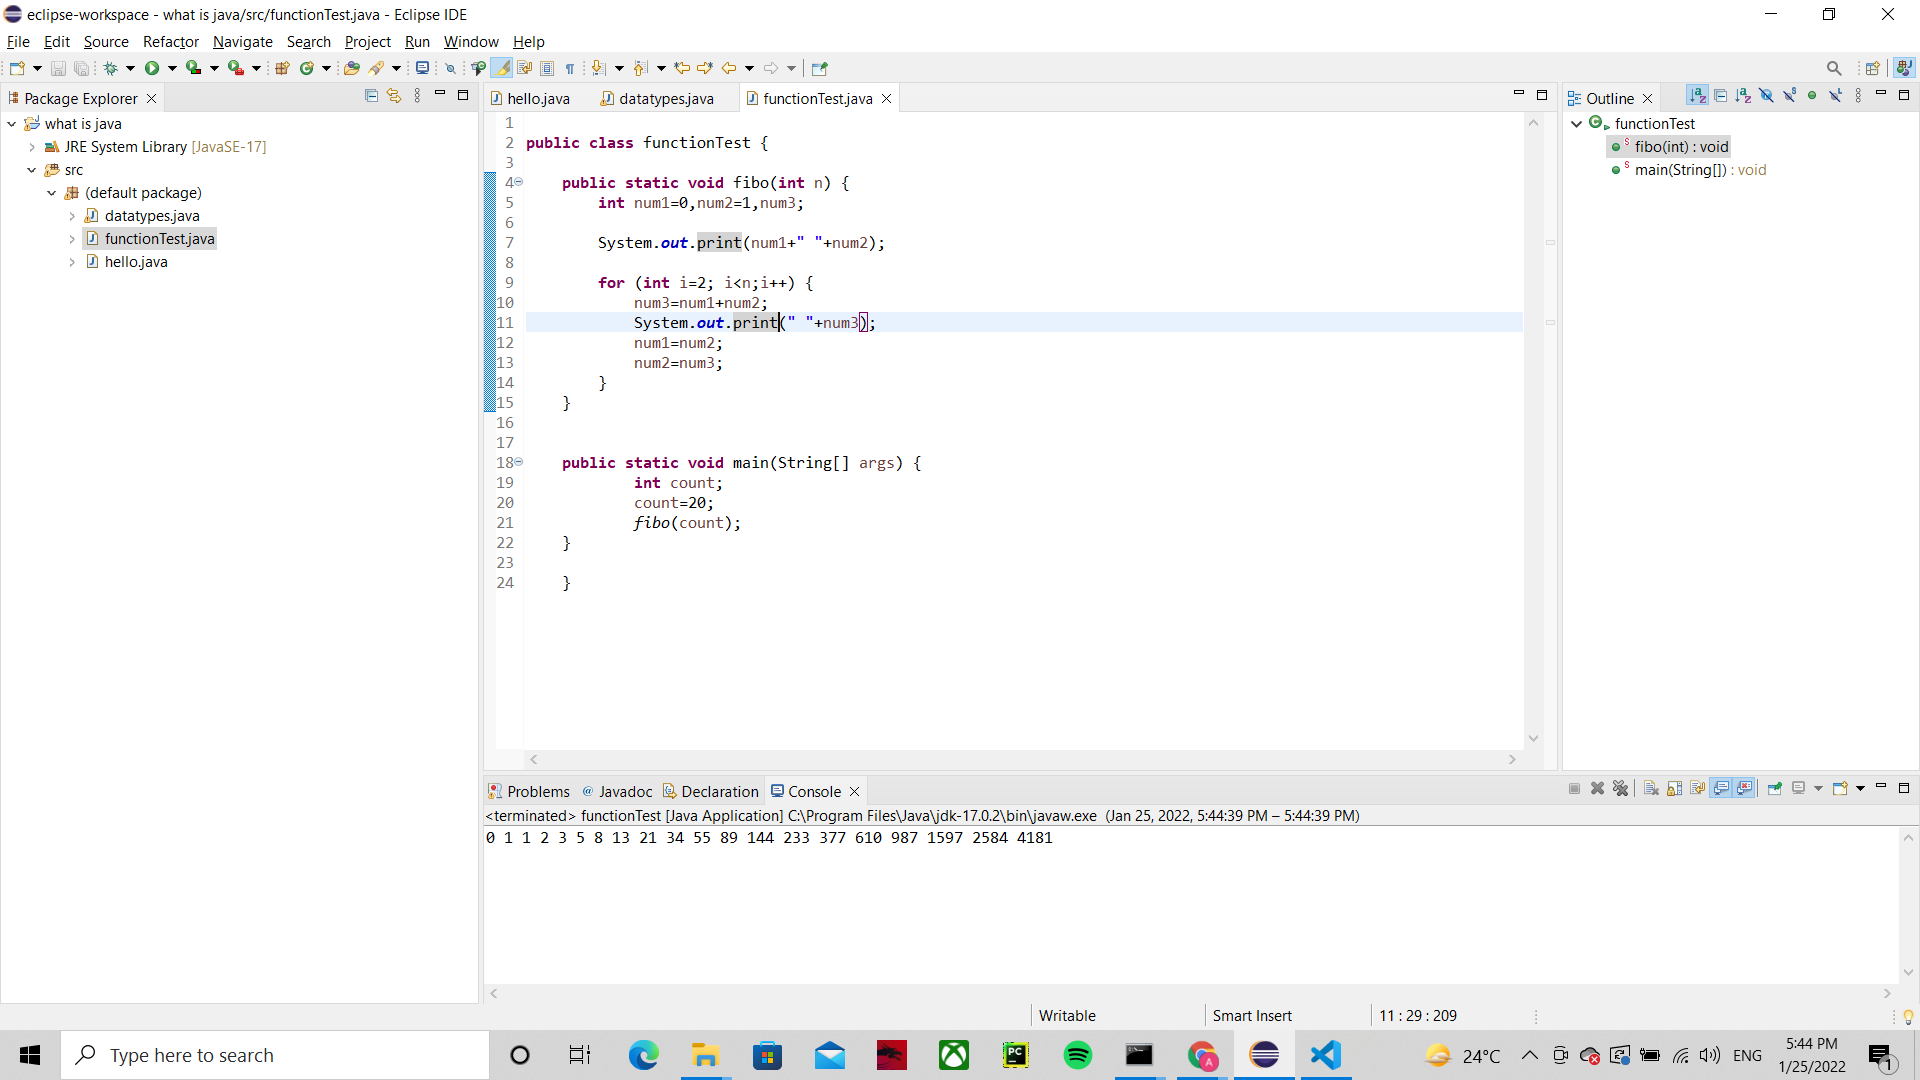 eclipse-workspace - what is java/src/functionTest.java - Eclipse IDE
File Edit Source Refactor Navigate Search Project Run Window Help
Package Explorer
what is java
JRE System Library [JavaSE-17]
src
(default package)
datatypes.java
functionTest.java
hello.java
hello.java datatypes.java functionTest.java
1
2 public class functionTest {
3
4 public static void fibo(int n) {
5 int num1=0,num2=1,num3;
6
7 System.out.print(num1+" "+num2);
8
9 for (int i=2; i<n;i++) {
10 num3=num1+num2;
11 System.out.print(" "+num3);
12 num1=num2;
13 num2=num3;
14 }
15 }
16
17
18 public static void main(String[] args) {
19 int count;
20 count=20;
21 fibo(count);
22 }
23
24 }
Outline
functionTest
fibo(int) : void
main(String[]) : void
Problems @ Javadoc Declaration Console
<terminated> functionTest [Java Application] C:\Program Files\Java\jdk-17.0.2\bin\javaw.exe (Jan 25, 2022, 5:44:39 PM – 5:44:39 PM)
0 1 1 2 3 5 8 13 21 34 55 89 144 233 377 610 987 1597 2584 4181
Writable Smart Insert 11 : 29 : 209
Type here to search
PC
A
24°C
ENG
5:44 PM
1/25/2022
1